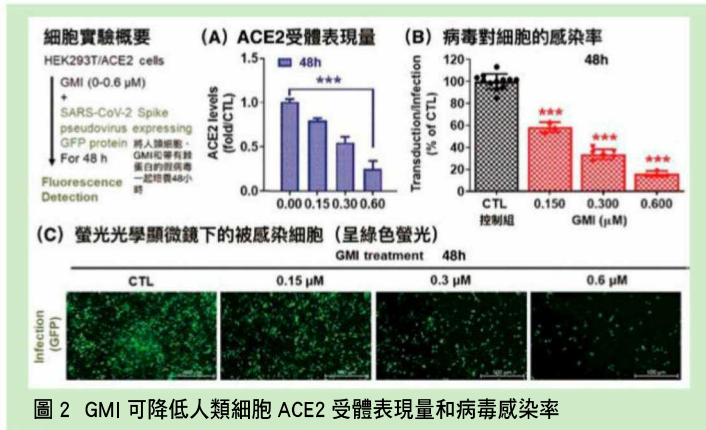 細胞實驗概要
HEK293T/ACE2 cells
GMI (0-0.6 μM)
+
SARS-CoV-2 Spike
pseudovirus expressing
GFP protein
For 48 h
將人類細胞、
GMI和帶有棘
蛋白的假病毒
一起培養48小
時
Fluorescence
Detection
(A) ACE2受體表現量
48h
***
ACE2 levels
(fold/CTL)
1.5
1.0
0.5
0.0
0.00 0.15 0.30 0.60
(B) 病毒對細胞的感染率
48h
Transduction/Infection
(% of CTL)
120
100
80
60
40
20
0
***
***
***
CTL 0.150 0.300 0.600
控制組 GMI (μM)
(C) 螢光光學顯微鏡下的被感染細胞（呈綠色螢光）
GMI treatment 48h
CTL 0.15 μM 0.3 μM 0.6 μM
Infection
(GFP)
圖 2 GMI 可降低人類細胞 ACE2 受體表現量和病毒感染率